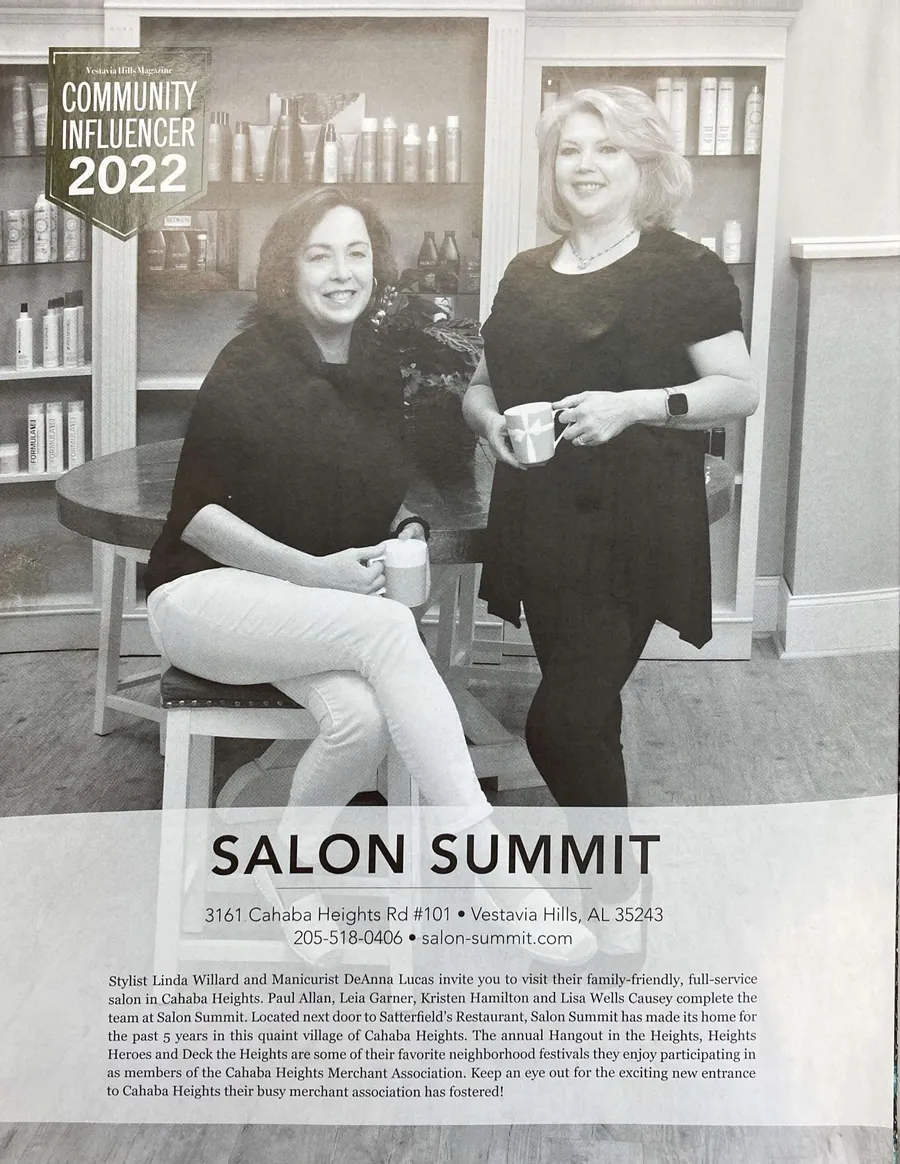 Vestavia Hills Magazine
COMMUNITY
INFLUENCER
2022
REDKEN
FORMULA18
FORMULA18
FORMULA18
SALON SUMMIT
3161 Cahaba Heights Rd #101 • Vestavia Hills, AL 35243
205-518-0406 • salon-summit.com
Stylist Linda Willard and Manicurist DeAnna Lucas invite you to visit their family-friendly, full-service
salon in Cahaba Heights. Paul Allan, Leia Garner, Kristen Hamilton and Lisa Wells Causey complete the
team at Salon Summit. Located next door to Satterfield's Restaurant, Salon Summit has made its home for
the past 5 years in this quaint village of Cahaba Heights. The annual Hangout in the Heights, Heights
Heroes and Deck the Heights are some of their favorite neighborhood festivals they enjoy participating in
as members of the Cahaba Heights Merchant Association. Keep an eye out for the exciting new entrance
to Cahaba Heights their busy merchant association has fostered!